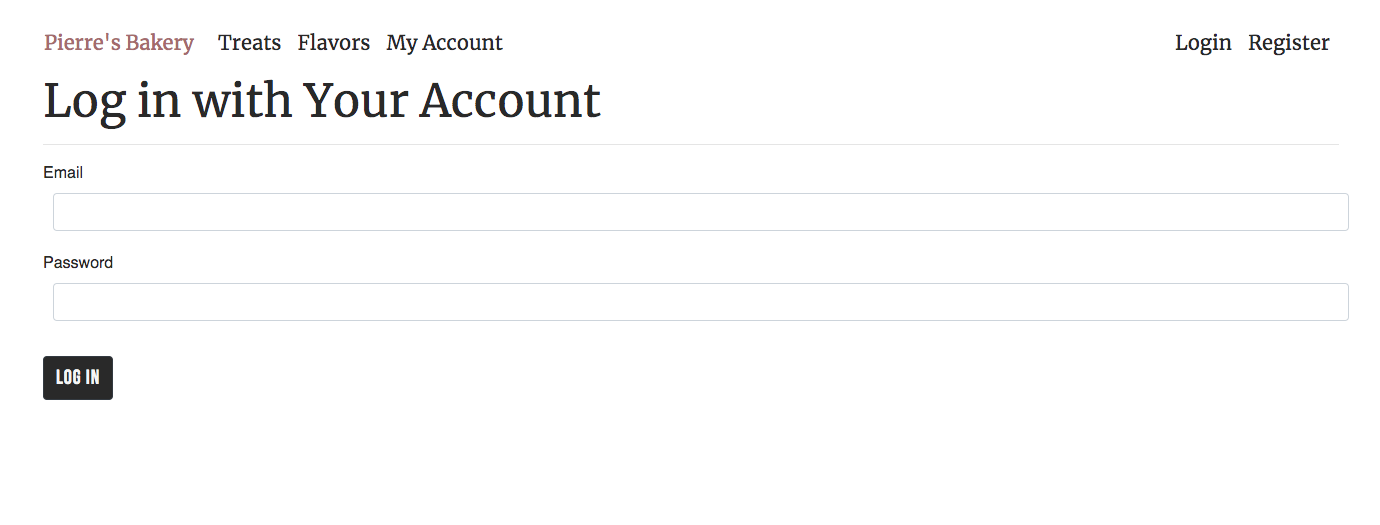 Pierre's Bakery Treats Flavors My Account Login Register
Log in with Your Account
Email
Password
LOG IN